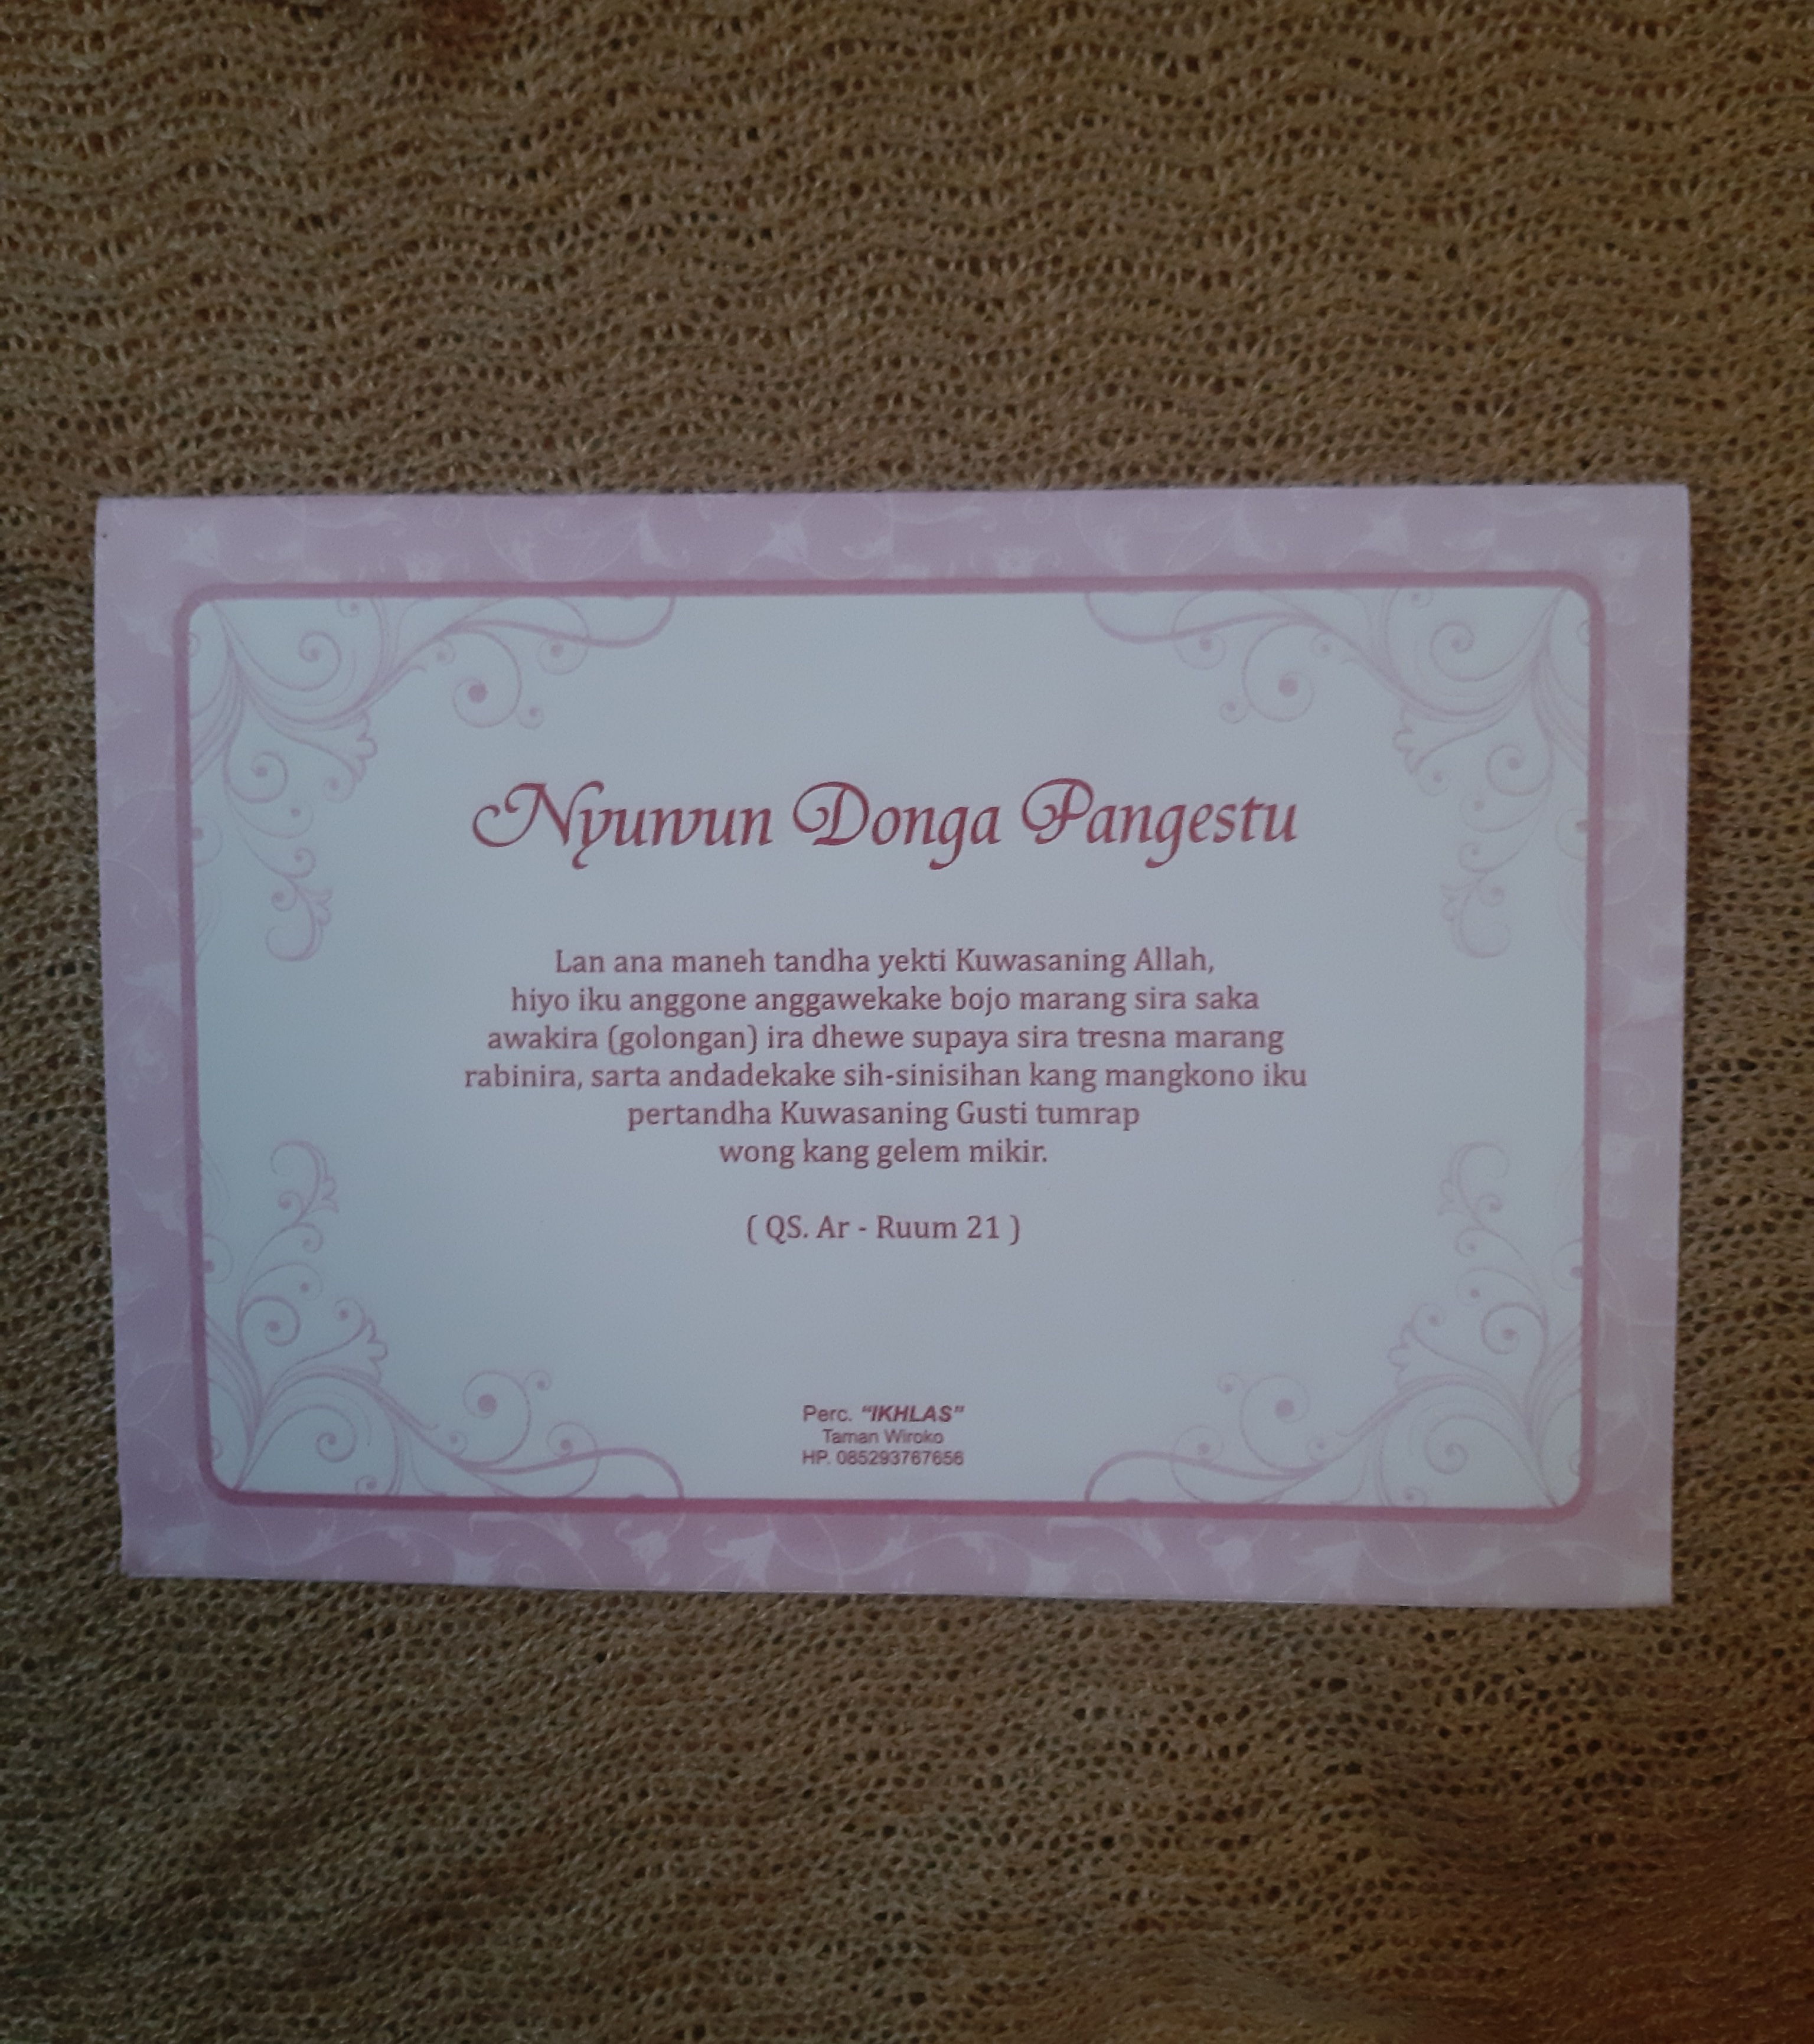 Nyuwun Donga Pangestu
Lan ana maneh tandha yekti Kuwasaning Allah,
hiyo iku anggone anggawekake bojo marang sira saka
awakira (golongan) ira dhewe supaya sira tresna marang
rabinira, sarta andadekake sih-sinisihan kang mangkono iku
pertandha Kuwasaning Gusti tumrap
wong kang gelem mikir.
( QS. Ar - Ruum 21 )
Perc. "IKHLAS"
Taman Wiroko
HP. 085293767656